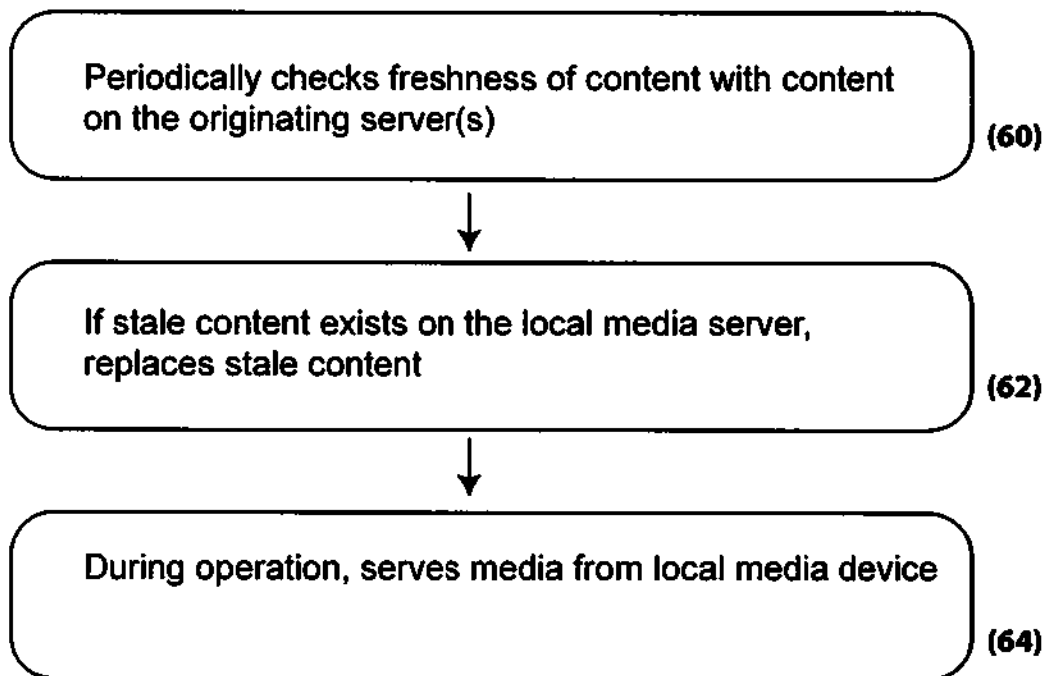 Periodically checks freshness of content with content
on the originating server(s)
(60)
If stale content exists on the local media server,
replaces stale content
(62)
During operation, serves media from local media device
(64)